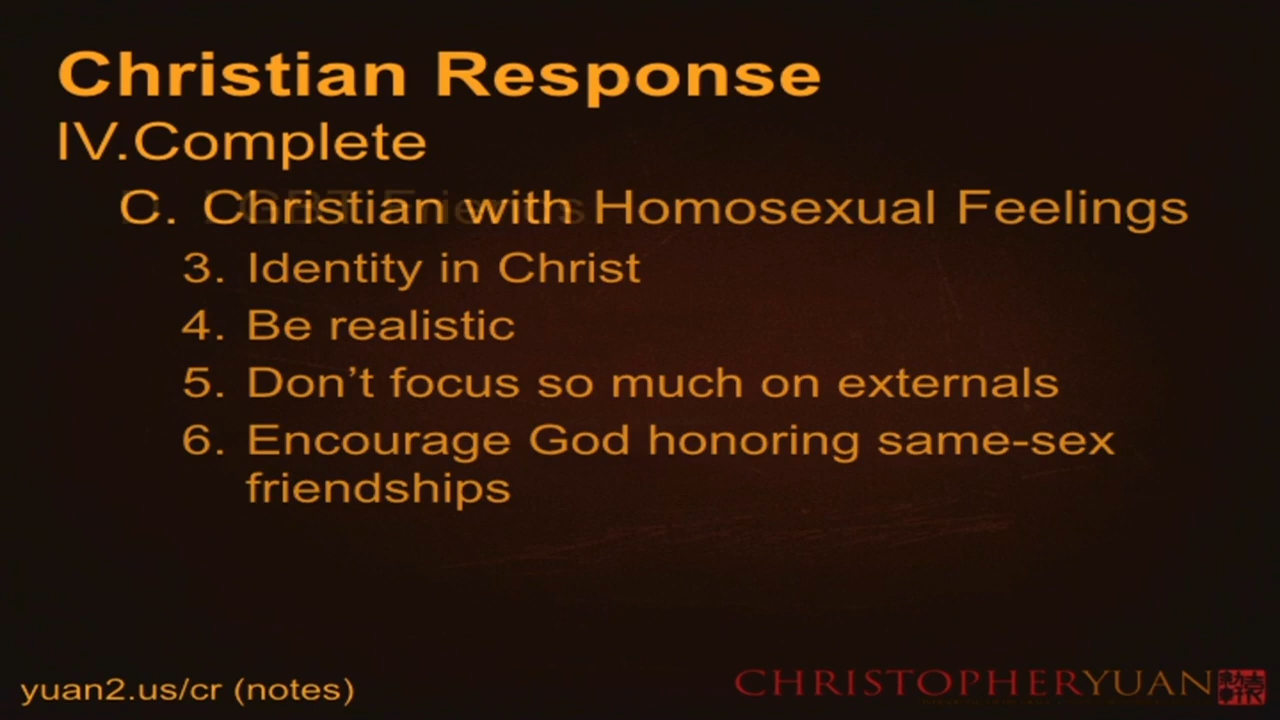 Christian Response
IV.Complete
C. Christian with Homosexual Feelings
3. Identity in Christ
4. Be realistic
5. Don't focus so much on externals
6. Encourage God honoring same-sex
friendships
yuan2.us/cr (notes)
CHRISTOPHERYUAN